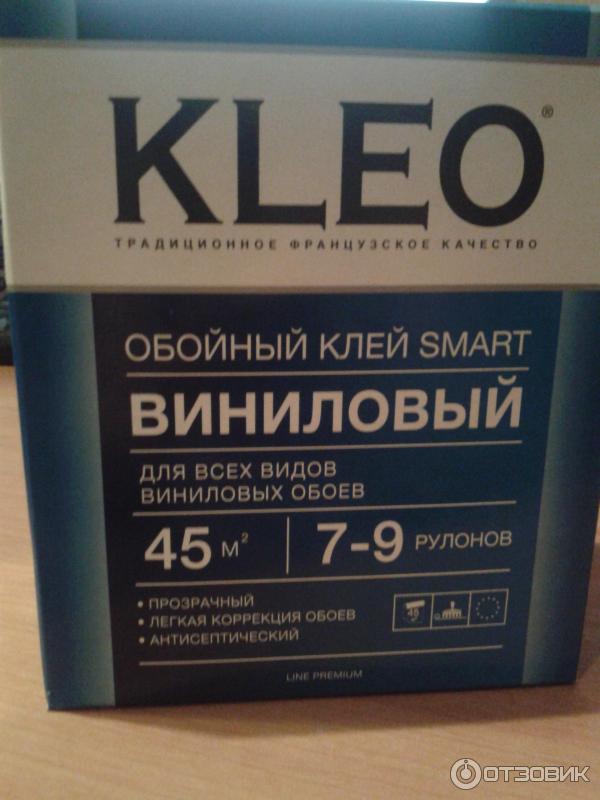 KLEO®
ТРАДИЦИОННОЕ ФРАНЦУЗСКОЕ КАЧЕСТВО
ОБОЙНЫЙ КЛЕЙ SMART
ВИНИЛОВЫЙ
ДЛЯ ВСЕХ ВИДОВ
ВИНИЛОВЫХ ОБОЕВ
45 м² 7-9 РУЛОНОВ
• ПРОЗРАЧНЫЙ
• ЛЕГКАЯ КОРРЕКЦИЯ ОБОЕВ
• АНТИСЕПТИЧЕСКИЙ
45
LINE PREMIUM
ОТЗОВИК